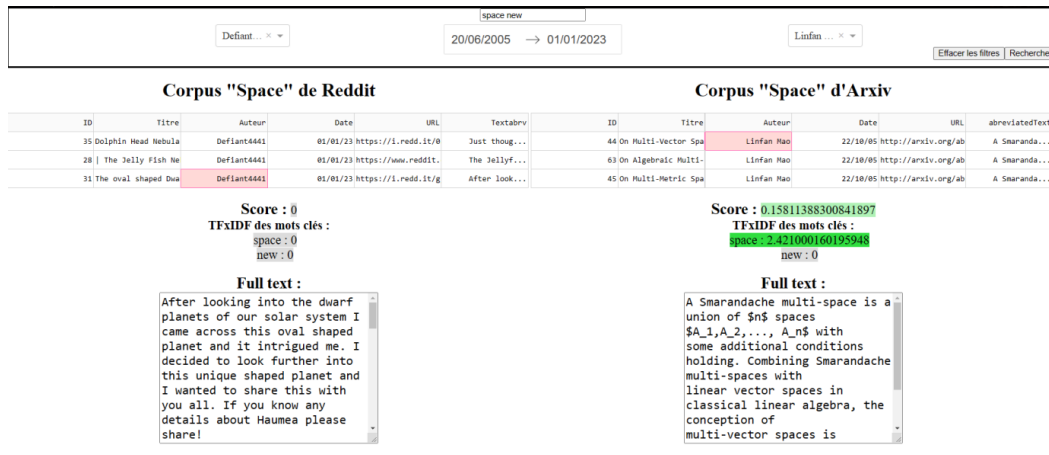 space new
Defiant... × ▾
20/06/2005 → 01/01/2023
Linfan ... × ▾
Effacer les filtres Recherche
Corpus "Space" de Reddit
ID Titre Auteur Date URL Textabrv
35 Dolphin Head Nebula Defiant4441 01/01/23 https://i.redd.it/0 Just thoug...
28 | The Jelly Fish Ne Defiant4441 01/01/23 https://www.reddit. The Jellyf...
31 The oval shaped Dwa Defiant4441 01/01/23 https://i.redd.it/g After look...
Score : 0
TFxIDF des mots clés :
space : 0
new : 0
Full text :
After looking into the dwarf
planets of our solar system I
came across this oval shaped
planet and it intrigued me. I
decided to look further into
this unique shaped planet and
I wanted to share this with
you all. If you know any
details about Haumea please
share!
Corpus "Space" d'Arxiv
ID Titre Auteur Date URL abreviatedText
44 On Multi-Vector Spa Linfan Mao 22/10/05 http://arxiv.org/ab A Smaranda...
63 On Algebraic Multi- Linfan Mao 22/10/05 http://arxiv.org/ab A Smaranda...
45 On Multi-Metric Spa Linfan Mao 22/10/05 http://arxiv.org/ab A Smaranda...
Score : 0.15811388300841897
TFxIDF des mots clés :
space : 2.421000160195948
new : 0
Full text :
A Smarandache multi-space is a
union of $n$ spaces
$A_1,A_2,..., A_n$ with
some additional conditions
holding. Combining Smarandache
multi-spaces with
linear vector spaces in
classical linear algebra, the
conception of
multi-vector spaces is